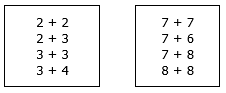 2 + 2
2 + 3
3 + 3
3 + 4
7 + 7
7 + 6
7 + 8
8 + 8